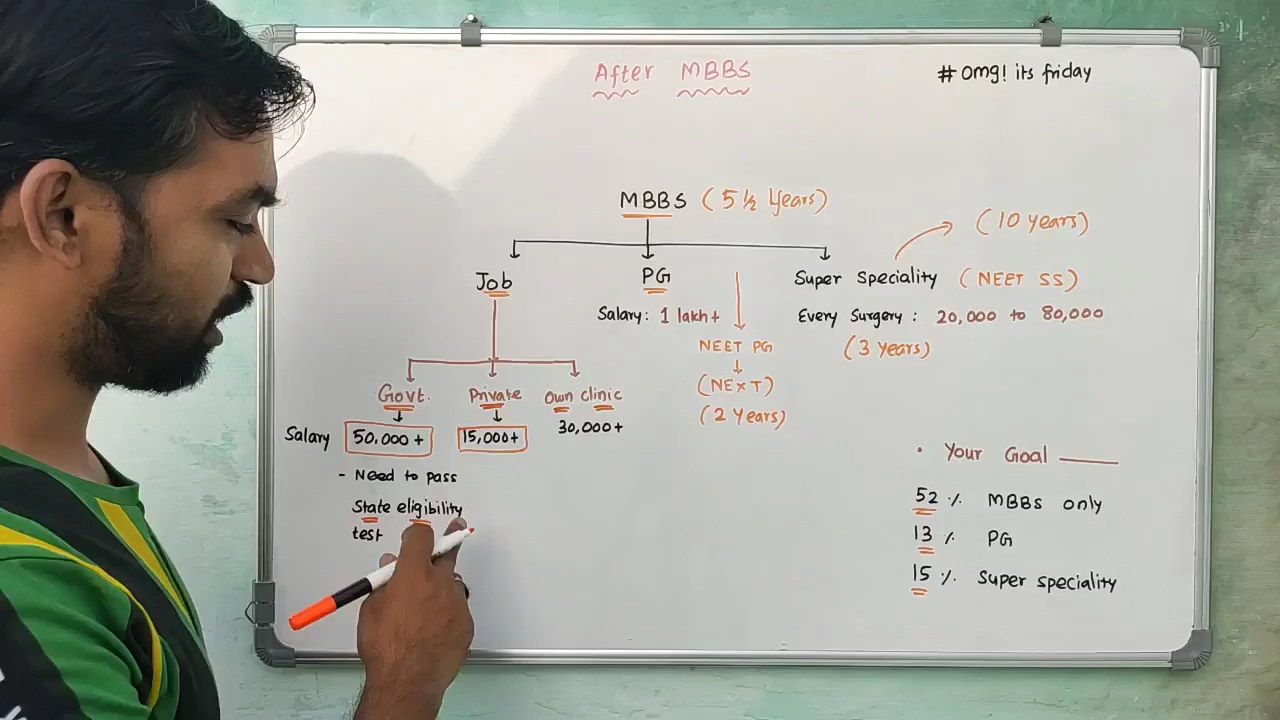 After MBBS
# omg! its friday
MBBS (5 ½ Years)
(10 Years)
Job
PG
Super Speciality (NEET SS)
Salary: 1 lakh+
Every Surgery : 20,000 to 80,000
NEET PG
(3 Years)
(NEXT)
(2 Years)
Govt. Private Own clinic
Salary 50,000 + 15,000+ 30,000+
- Need to pass
State eligibility
test
• Your Goal ____
52 % MBBS only
13 % PG
15 % Super speciality